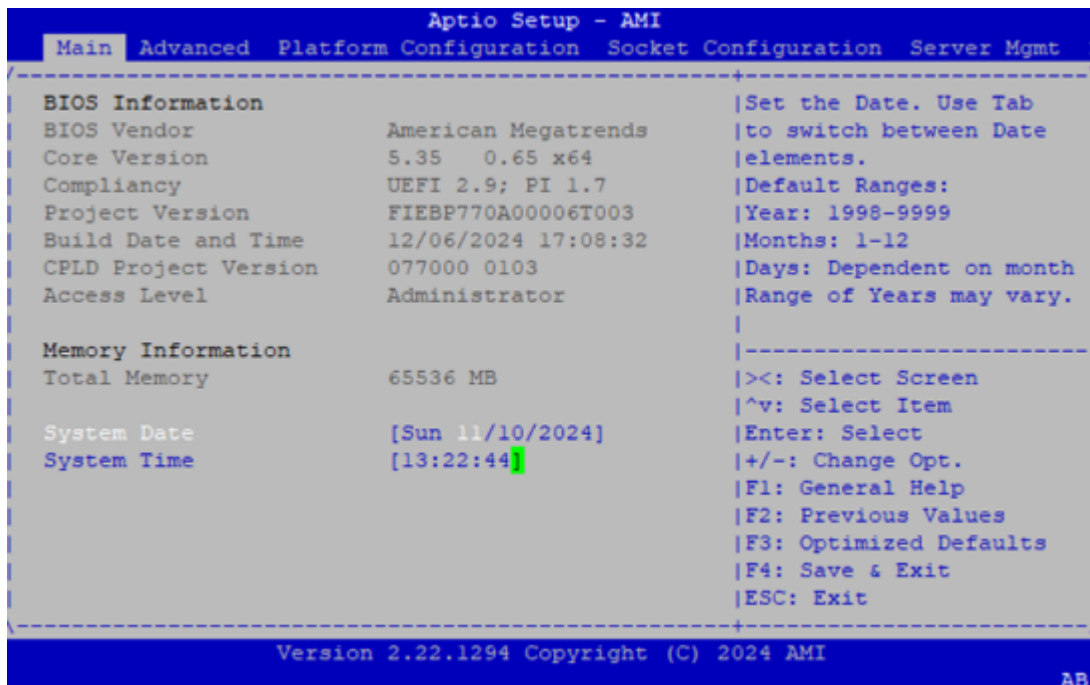 Aptio Setup - AMI
Main Advanced Platform Configuration Socket Configuration Server Mgmt
BIOS Information
BIOS Vendor American Megatrends
Core Version 5.35 0.65 x64
Compliancy UEFI 2.9; PI 1.7
Project Version FIEBP770A00006T003
Build Date and Time 12/06/2024 17:08:32
CPLD Project Version 077000 0103
Access Level Administrator
Memory Information
Total Memory 65536 MB
System Date [Sun 11/10/2024]
System Time [13:22:44]
Set the Date. Use Tab
to switch between Date
elements.
Default Ranges:
Year: 1998-9999
Months: 1-12
Days: Dependent on month
Range of Years may vary.
><: Select Screen
^v: Select Item
Enter: Select
+/-: Change Opt.
F1: General Help
F2: Previous Values
F3: Optimized Defaults
F4: Save & Exit
ESC: Exit
Version 2.22.1294 Copyright (C) 2024 AMI
AB